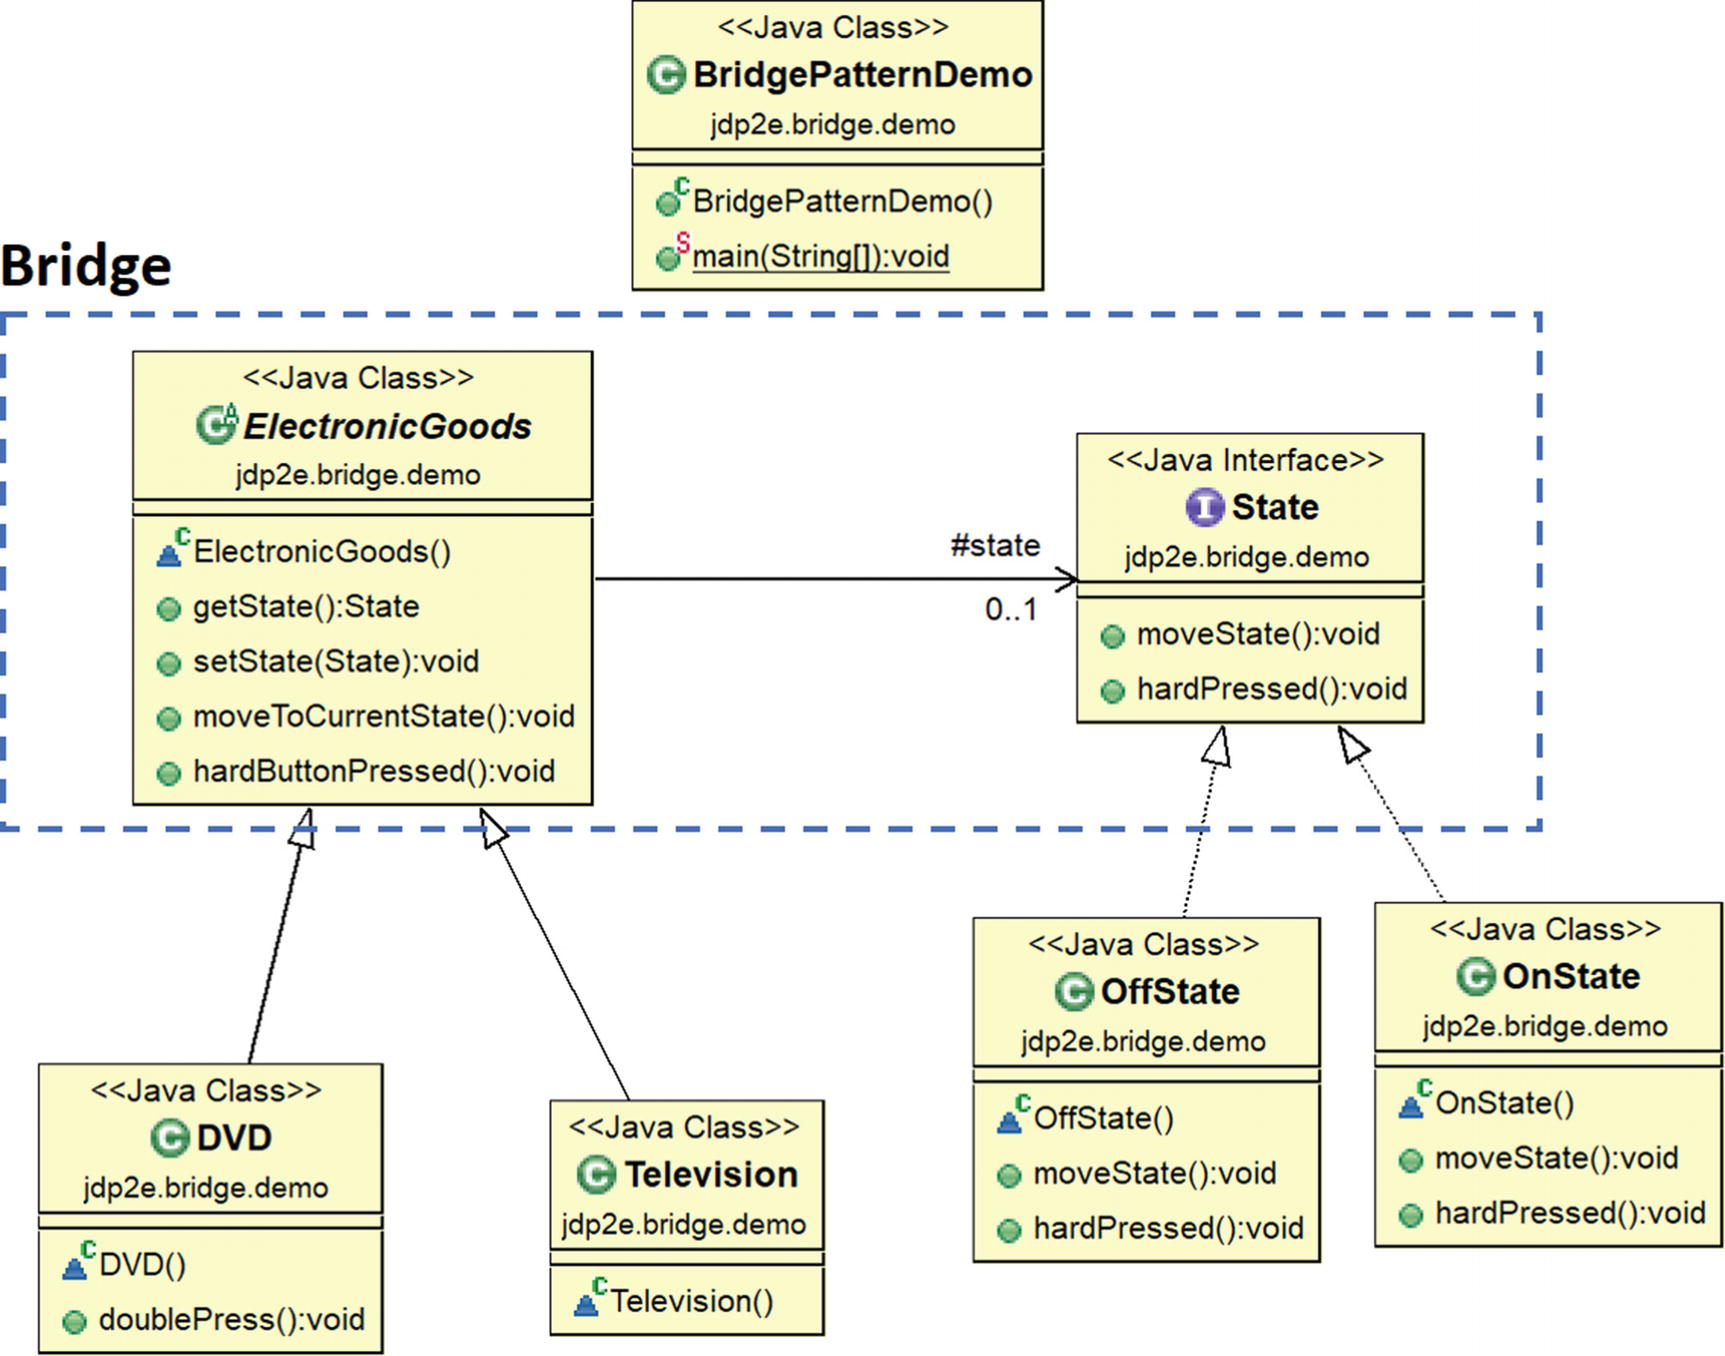 <<Java Class>>
BridgePatternDemo
jdp2e.bridge.demo
BridgePatternDemo()
main(String[]):void
Bridge
<<Java Class>>
ElectronicGoods
jdp2e.bridge.demo
ElectronicGoods()
getState():State
setState(State):void
moveToCurrentState():void
hardButtonPressed():void
#state
0..1
<<Java Interface>>
State
jdp2e.bridge.demo
moveState():void
hardPressed():void
<<Java Class>>
DVD
jdp2e.bridge.demo
DVD()
doublePress():void
<<Java Class>>
Television
jdp2e.bridge.demo
Television()
<<Java Class>>
OffState
jdp2e.bridge.demo
OffState()
moveState():void
hardPressed():void
<<Java Class>>
OnState
jdp2e.bridge.demo
OnState()
moveState():void
hardPressed():void